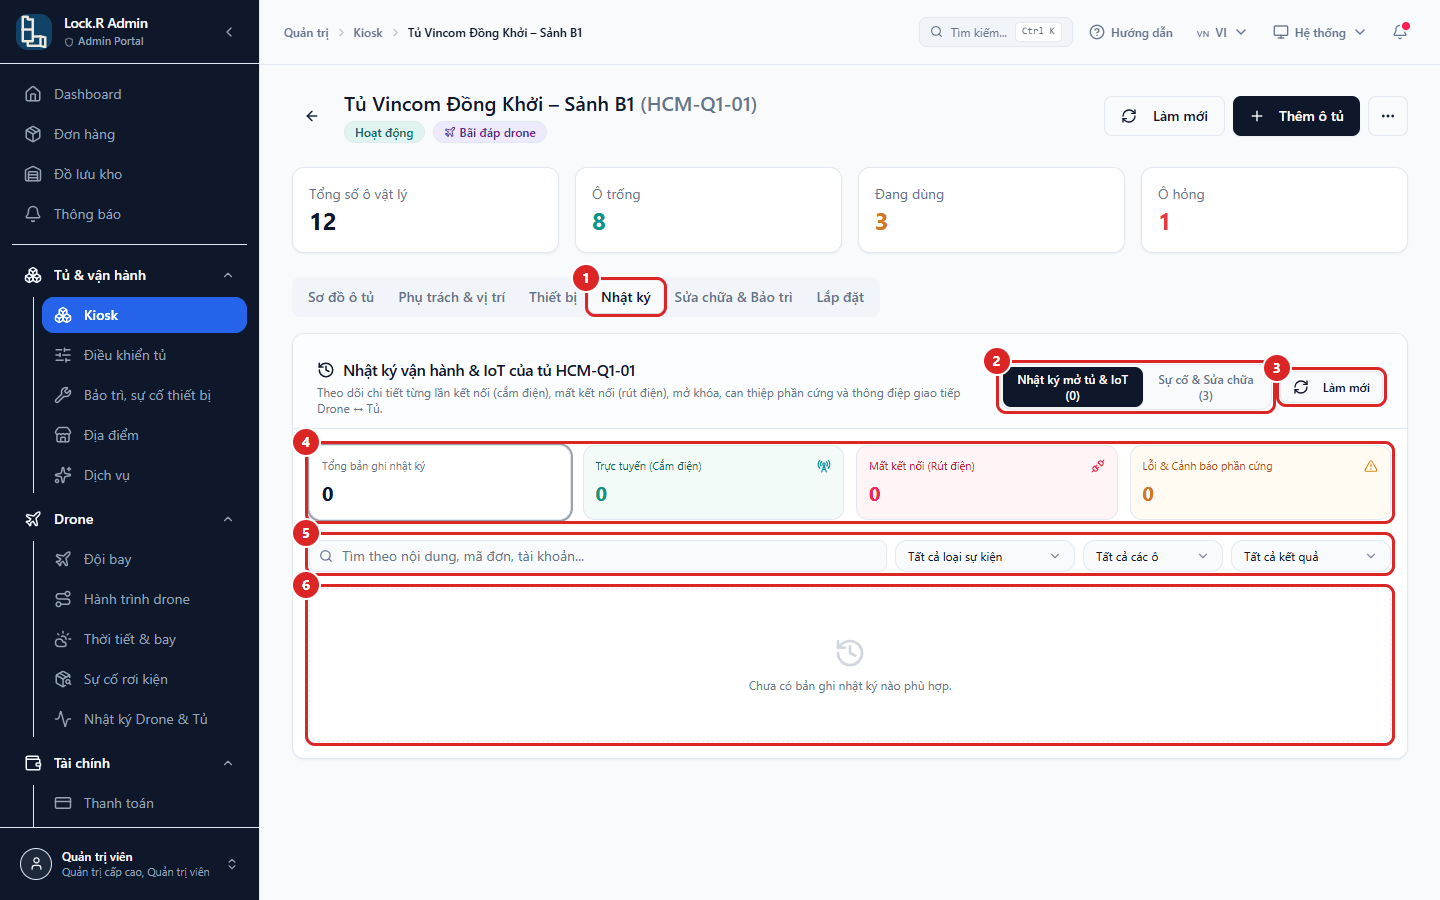 Lock.R Admin
Admin Portal
Dashboard
Đơn hàng
Đồ lưu kho
Thông báo
Tủ & vận hành
Kiosk
Điều khiển tủ
Bảo trì, sự cố thiết bị
Địa điểm
Dịch vụ
Drone
Đội bay
Hành trình drone
Thời tiết & bay
Sự cố rơi kiện
Nhật ký Drone & Tủ
Tài chính
Thanh toán
Quản trị viên
Quản trị cấp cao, Quản trị viên
Quản trị > Kiosk > Tủ Vincom Đồng Khởi – Sảnh B1
Tìm kiếm... Ctrl K
Hướng dẫn
VN VI
Hệ thống
Tủ Vincom Đồng Khởi – Sảnh B1 (HCM-Q1-01)
Hoạt động
Bãi đáp drone
Làm mới
Thêm ô tủ
Tổng số ô vật lý
12
Ô trống
8
Đang dùng
3
Ô hỏng
1
Sơ đồ ô tủ
Phụ trách & vị trí
Thiết bị
1
Nhật ký
Sửa chữa & Bảo trì
Lắp đặt
Nhật ký vận hành & IoT của tủ HCM-Q1-01
Theo dõi chi tiết từng lần kết nối (cắm điện), mất kết nối (rút điện), mở khóa, can thiệp phần cứng và thông điệp giao tiếp
Drone ↔ Tủ.
2
Nhật ký mở tủ & IoT
(0)
Sự cố & Sửa chữa
(3)
3
Làm mới
4
Tổng bản ghi nhật ký
0
Trực tuyến (Cắm điện)
0
Mất kết nối (Rút điện)
0
Lỗi & Cảnh báo phần cứng
0
5
Tìm theo nội dung, mã đơn, tài khoản...
Tất cả loại sự kiện
Tất cả các ô
Tất cả kết quả
6
Chưa có bản ghi nhật ký nào phù hợp.